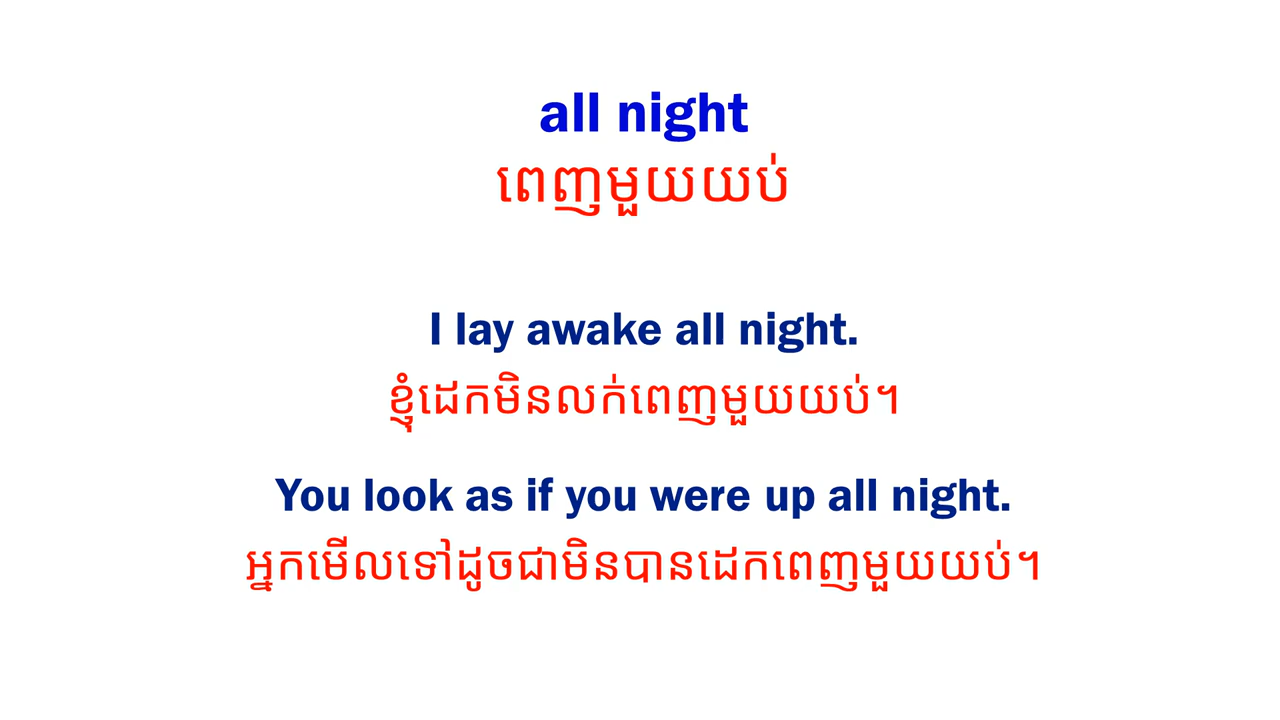 all night
ពេញមួយយប់
I lay awake all night.
ខ្ញុំដេកមិនលក់ពេញមួយយប់។
You look as if you were up all night.
អ្នកមើលទៅដូចជាមិនបានដេកពេញមួយយប់។